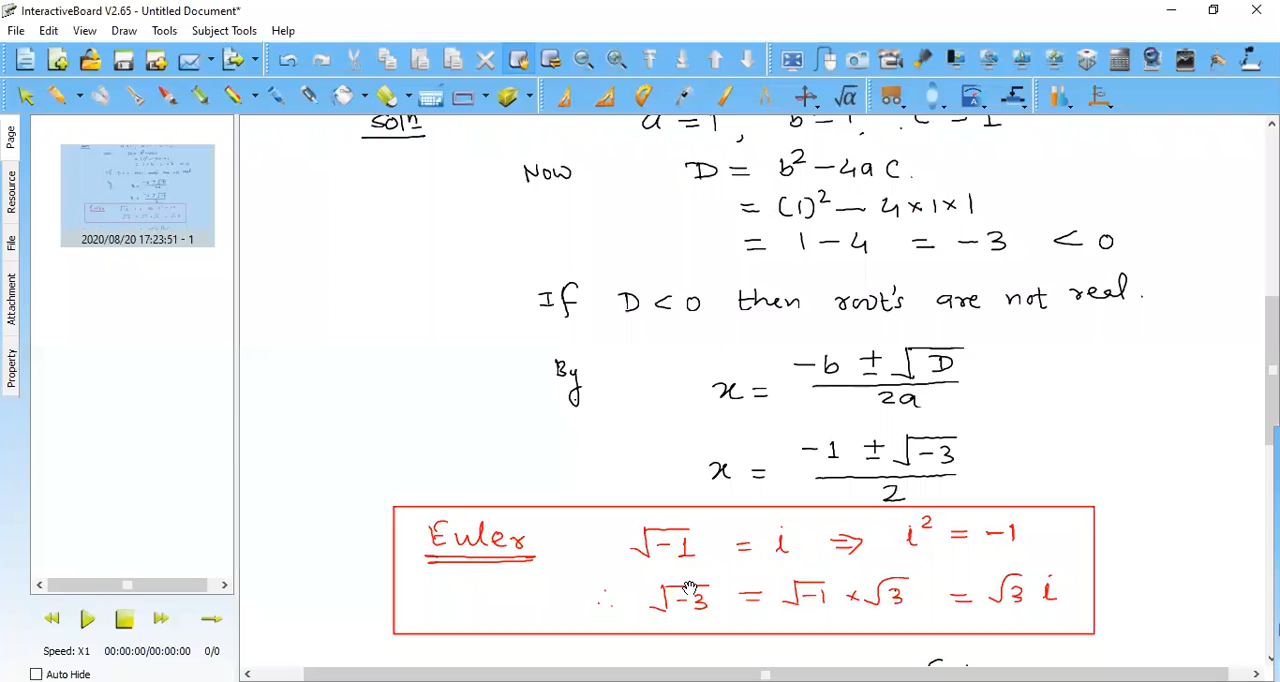 InteractiveBoard V2.65 - Untitled Document*
File Edit View Draw Tools Subject Tools Help
Page
Resource
File
Attachment
Property
2020/08/20 17:23:51 - 1
Speed: X1 00:00:00/00:00:00 0/0
Auto Hide
Soln a = 1 , b = 1 , c = 1
Now D = b² - 4ac.
= (1)² - 4×1×1
= 1 - 4 = -3 < 0
If D < 0 then root's are not real.
By x = (-b ± √D)/2a
x = (-1 ± √-3)/2
Euler √-1 = i ⇒ i² = -1
∴ √-3 = √-1 × √3 = √3 i